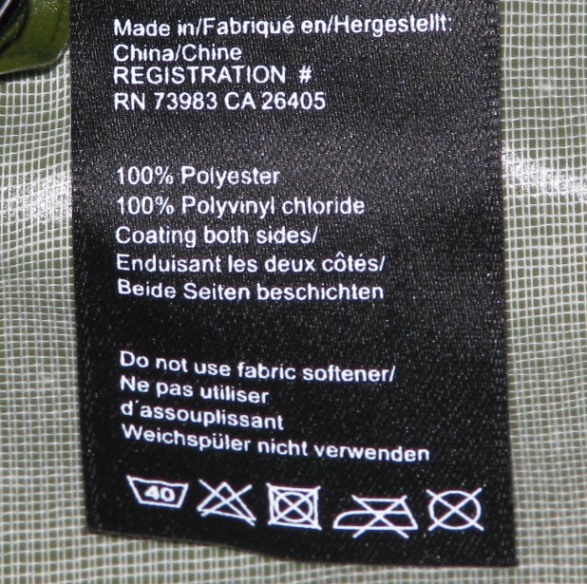 Made in/Fabriqué en/Hergestellt:
China/Chine
REGISTRATION #
RN 73983 CA 26405
100% Polyester
100% Polyvinyl chloride
Coating both sides/
Enduisant les deux côtés/
Beide Seiten beschichten
Do not use fabric softener/
Ne pas utiliser
d'assouplissant
Weichspüler nicht verwenden
40